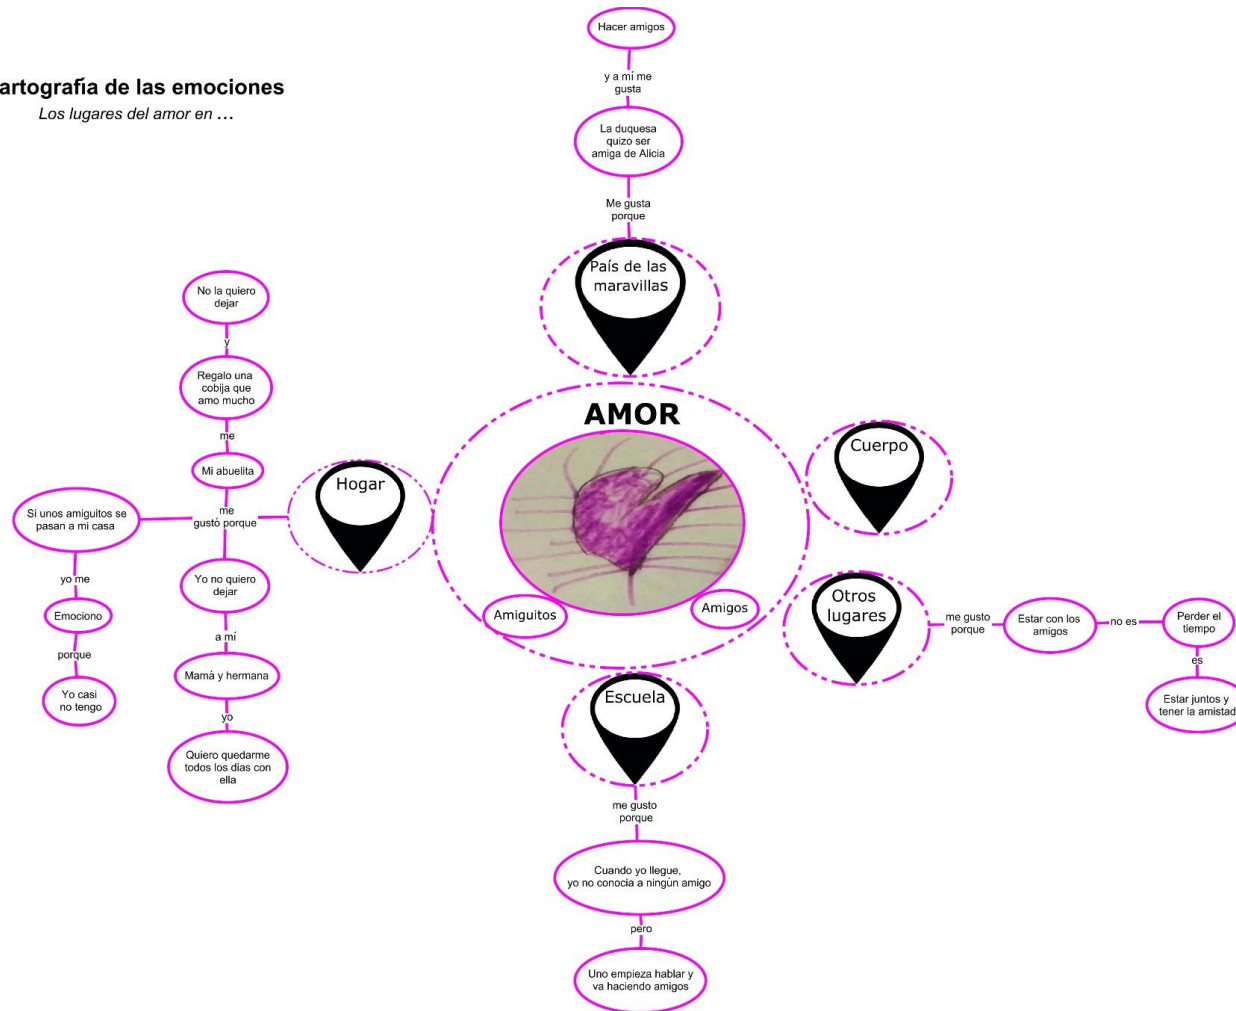 artografía de las emociones
Los lugares del amor en ...
Hacer amigos
y a mí me
gusta
La duquesa
quizo ser
amiga de Alicia
Me gusta
porque
País de las
maravillas
AMOR
Amiguitos
Amigos
Cuerpo
Otros
lugares
me gusto
porque
Estar con los
amigos
no es
Perder el
tiempo
es
Estar juntos y
tener la amistad
Escuela
me gusto
porque
Cuando yo llegue,
yo no conocia a ningún amigo
pero
Uno empieza hablar y
va haciendo amigos
Hogar
me
gustó porque
Mi abuelita
me
Regalo una
cobija que
amo mucho
y
No la quiero
dejar
Si unos amiguitos se
pasan a mi casa
yo me
Emociono
porque
Yo casi
no tengo
Yo no quiero
dejar
a mí
Mamá y hermana
yo
Quiero quedarme
todos los dias con
ella